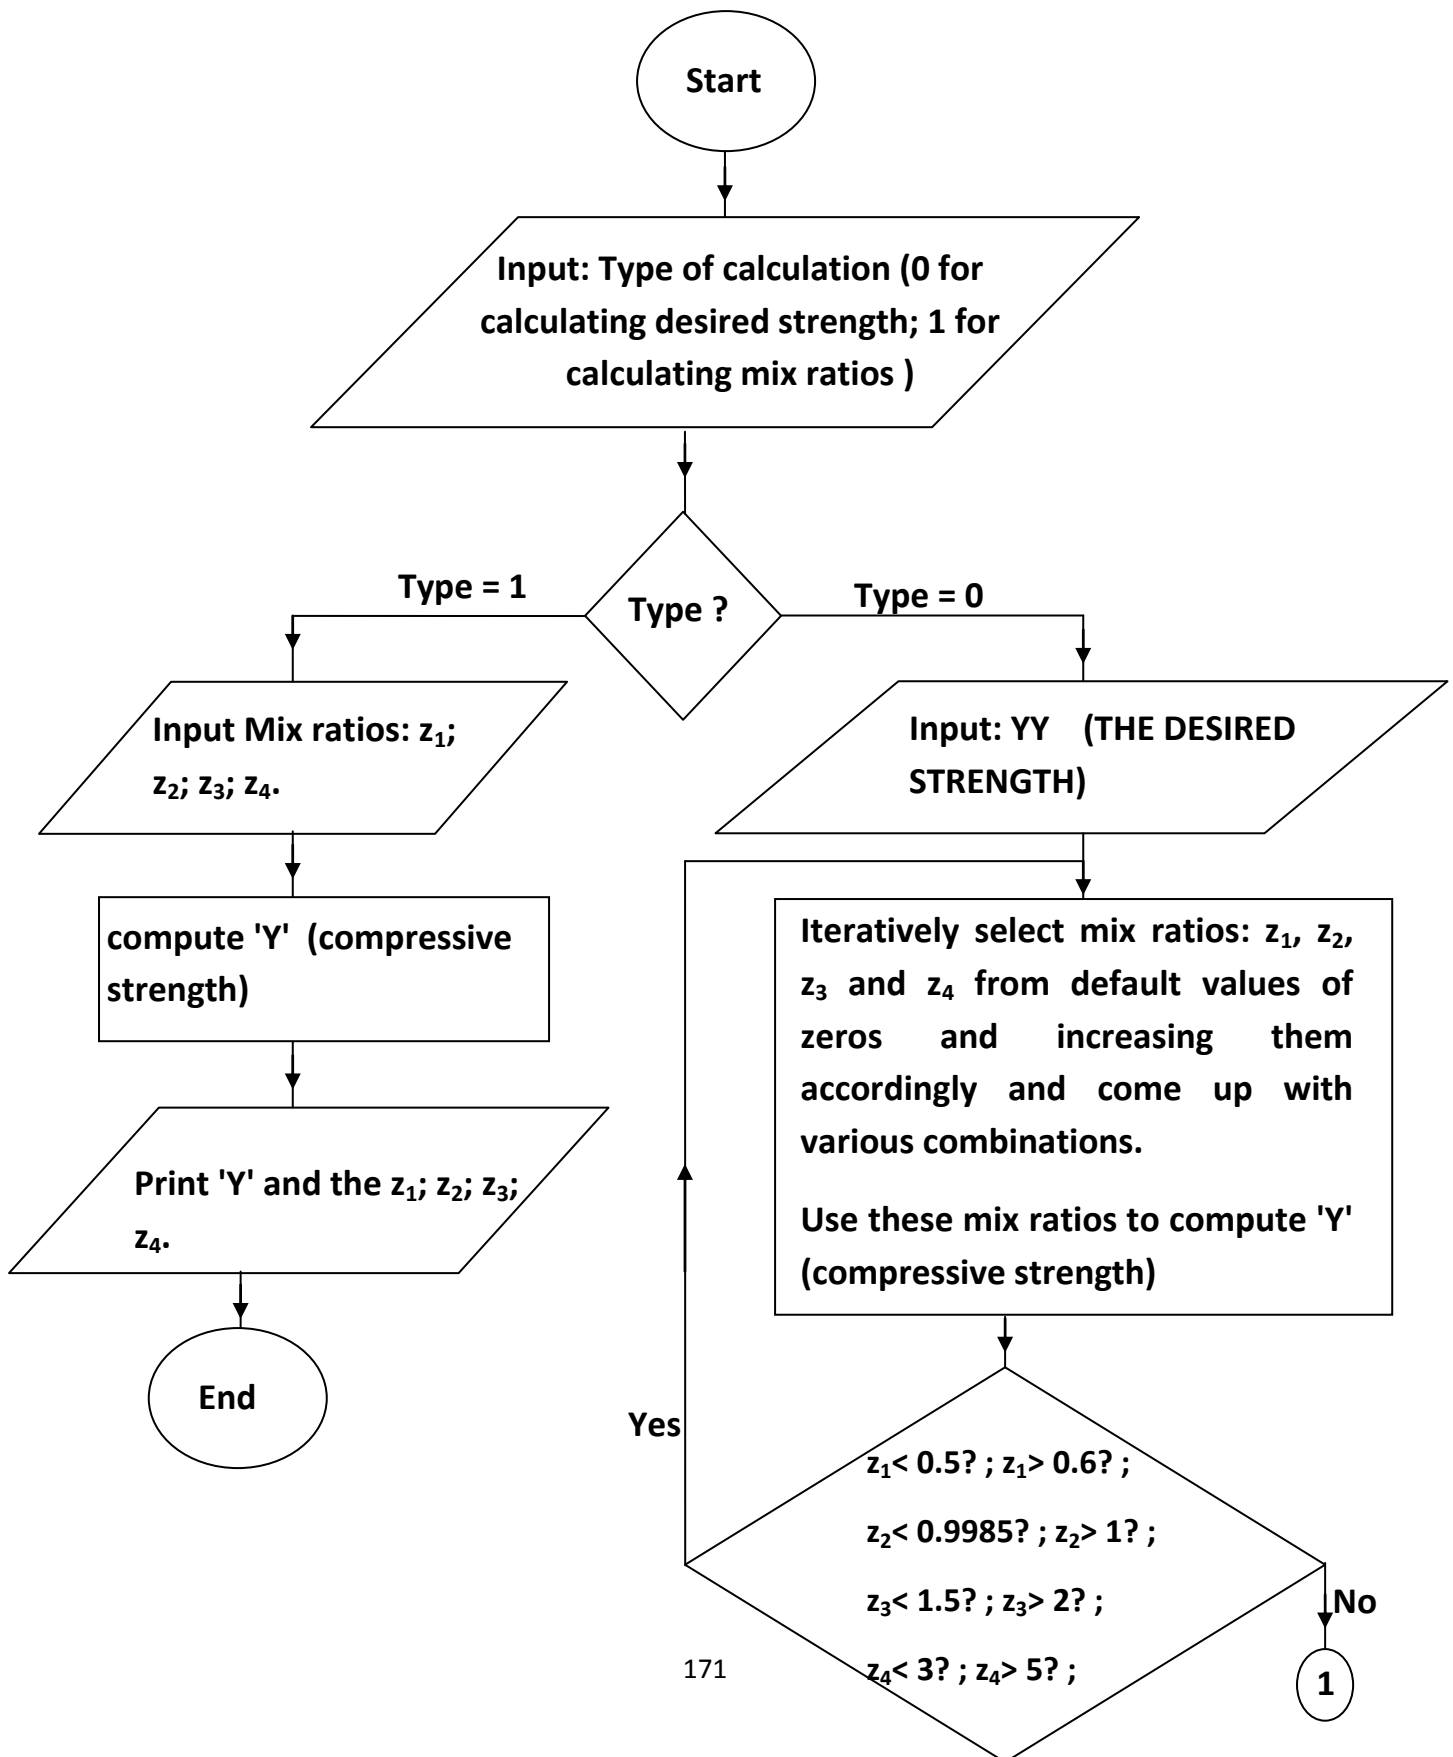 Start
Input: Type of calculation (0 for
calculating desired strength; 1 for
calculating mix ratios )
Type = 1
Type ?
Type = 0
Input Mix ratios: z₁;
z₂; z₃; z₄.
Input: YY (THE DESIRED
STRENGTH)
compute 'Y' (compressive
strength)
Iteratively select mix ratios: z₁, z₂,
z₃ and z₄ from default values of
zeros and increasing them
accordingly and come up with
various combinations.
Use these mix ratios to compute 'Y'
(compressive strength)
Print 'Y' and the z₁; z₂; z₃;
z₄.
End
Yes
z₁< 0.5? ; z₁> 0.6? ;
z₂< 0.9985? ; z₂> 1? ;
z₃< 1.5? ; z₃> 2? ;
z₄< 3? ; z₄> 5? ;
No
1
171